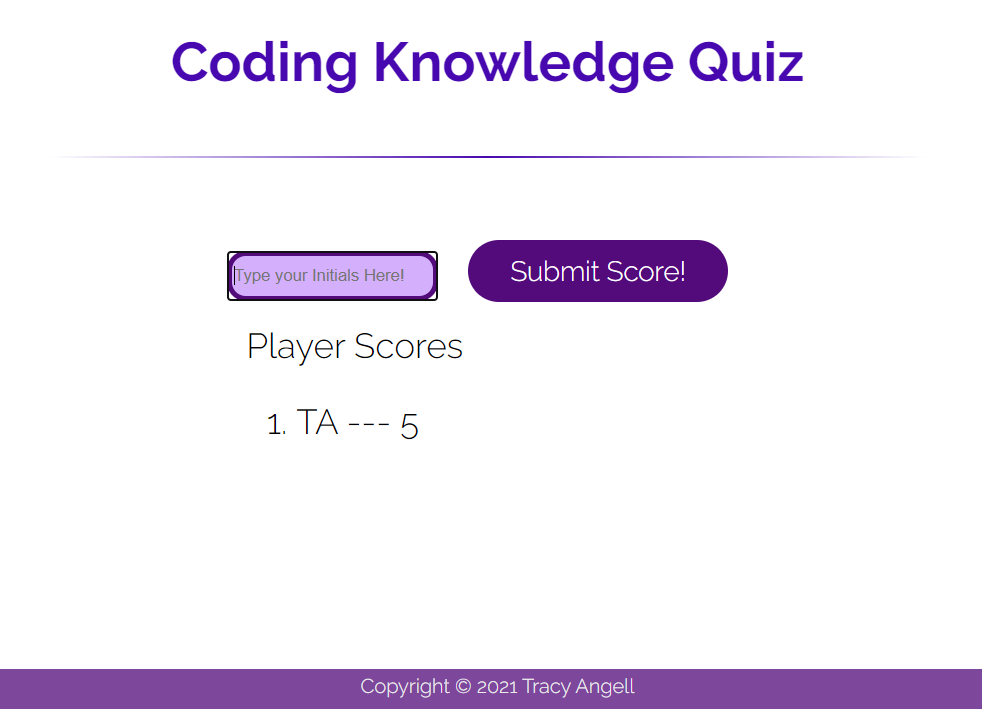 Coding Knowledge Quiz
Type your Initials Here!
Submit Score!
Player Scores
1. TA --- 5
Copyright © 2021 Tracy Angell